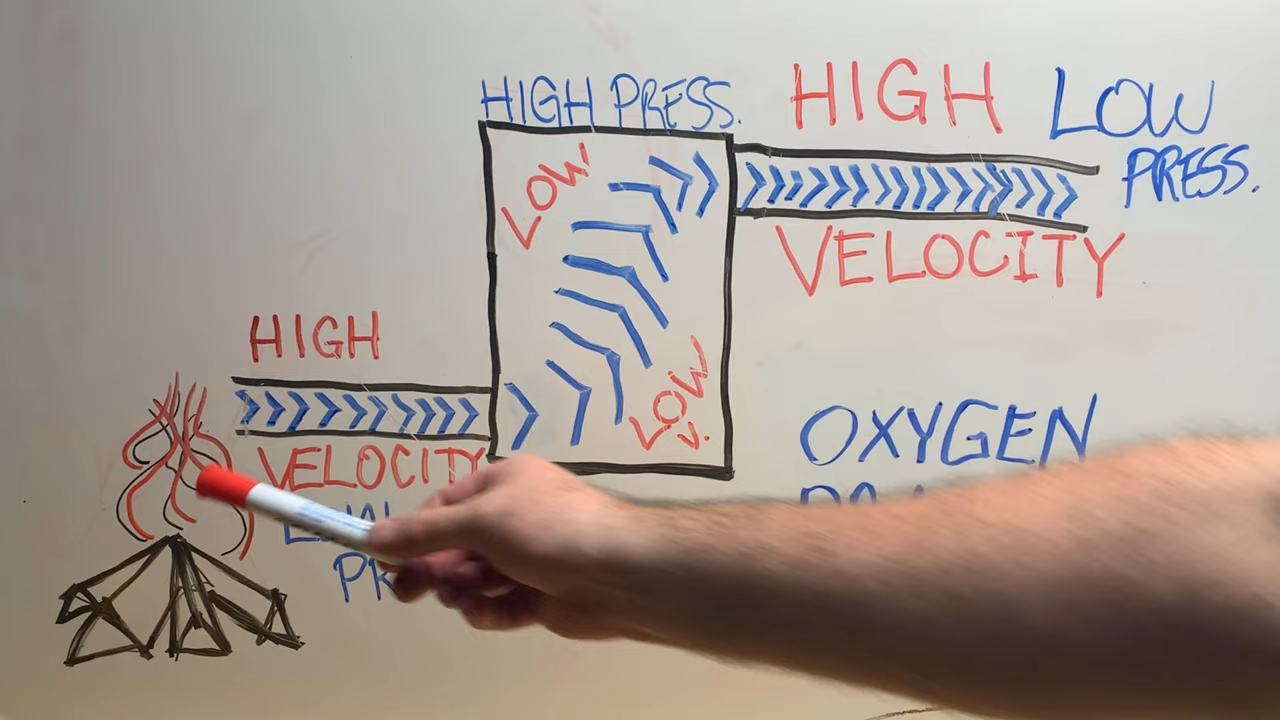 HIGH PRESS.
HIGH
LOW
PRESS.
LOW
VELOCITY
HIGH
LOW
V.
VELOCITY
OXYGEN